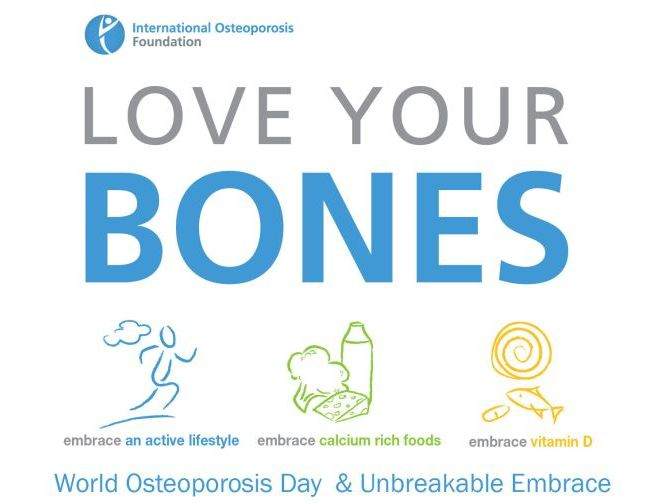 International Osteoporosis
Foundation
LOVE YOUR
BONES
embrace an active lifestyle
embrace calcium rich foods
embrace vitamin D
World Osteoporosis Day & Unbreakable Embrace